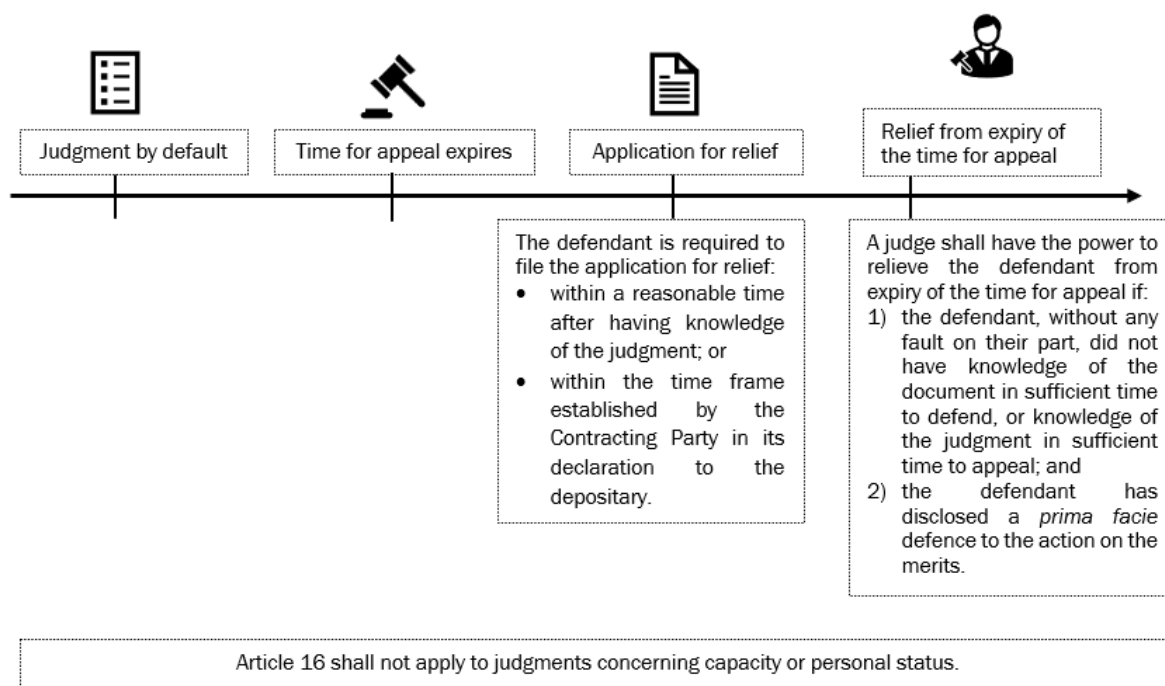 Judgment by default
Time for appeal expires
Application for relief
Relief from expiry of
the time for appeal
The defendant is required to
file the application for relief:
• within a reasonable time
after having knowledge
of the judgment; or
• within the time frame
established by the
Contracting Party in its
declaration to the
depositary.
A judge shall have the power to
relieve the defendant from
expiry of the time for appeal if:
1) the defendant, without any
fault on their part, did not
have knowledge of the
document in sufficient time
to defend, or knowledge of
the judgment in sufficient
time to appeal; and
2) the defendant has
disclosed a prima facie
defence to the action on the
merits.
Article 16 shall not apply to judgments concerning capacity or personal status.